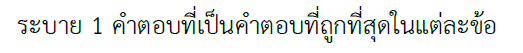 ระบาย 1 คำตอบที่เป็นคำตอบที่ถูกที่สุดในแต่ละข้อ